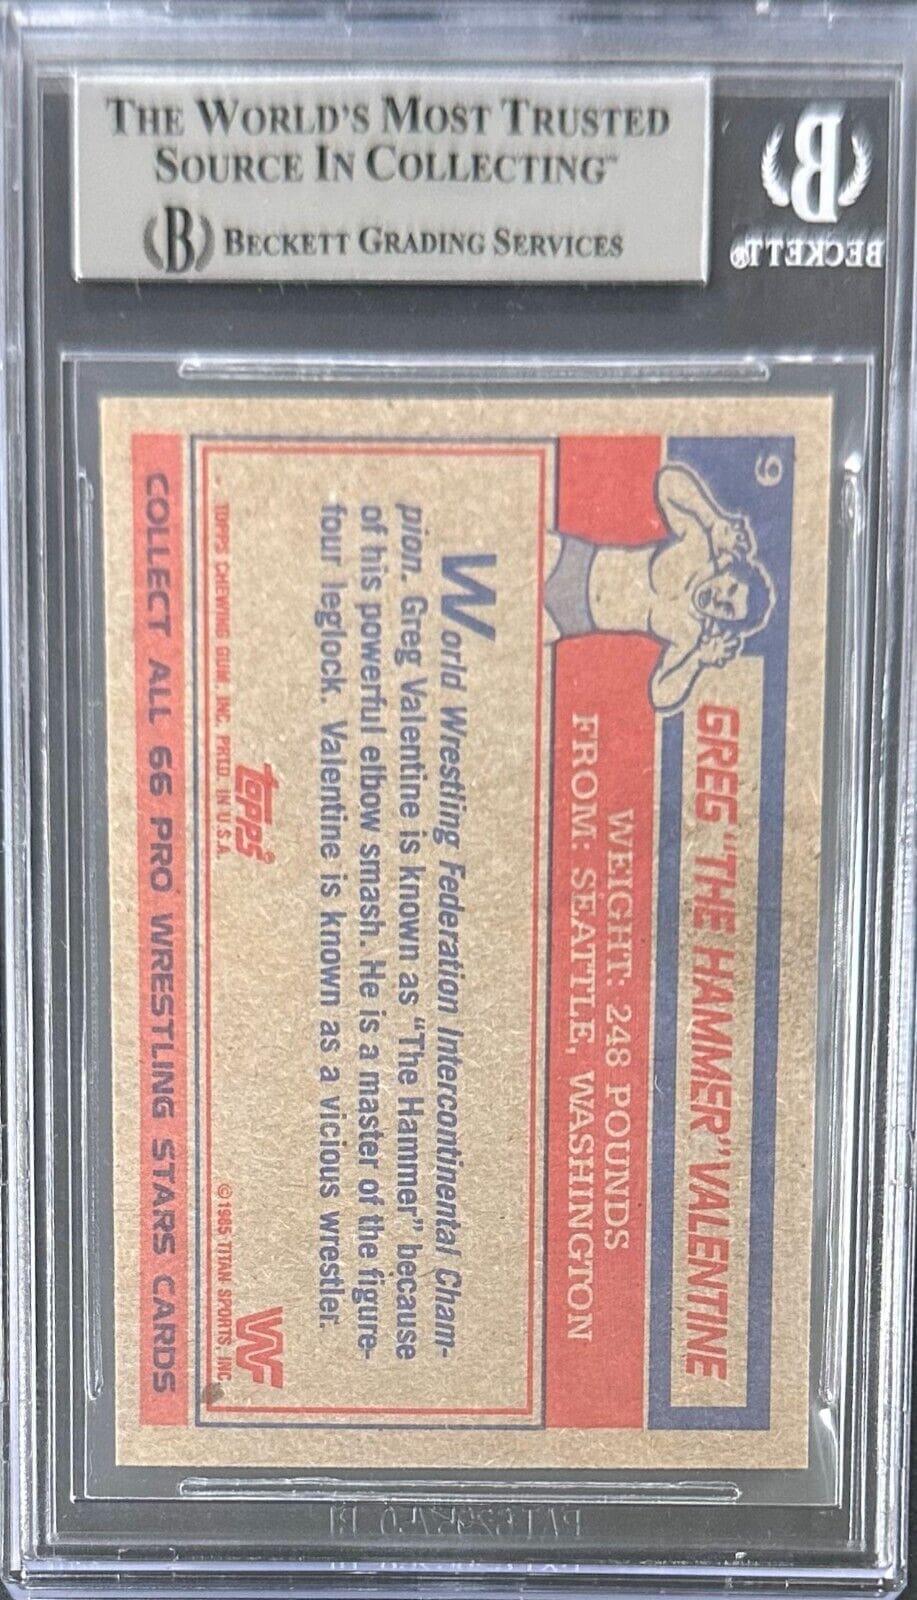 THE WORLD'S MOST TRUSTED
SOURCE IN COLLECTING™
B BECKETT GRADING SERVICES
B
BECKETT®
9
GREG "THE HAMMER" VALENTINE
WEIGHT: 248 POUNDS
FROM: SEATTLE, WASHINGTON
World Wrestling Federation Intercontinental Cham-
pion. Greg Valentine is known as "The Hammer" because
of his powerful elbow smash. He is a master of the figure-
four leglock. Valentine is known as a vicious wrestler.
topps®
WF
TOPPS CHEWING GUM, INC. PRTD. IN U.S.A.
©1985 TITAN SPORTS, INC.
COLLECT ALL 66 PRO WRESTLING STARS CARDS